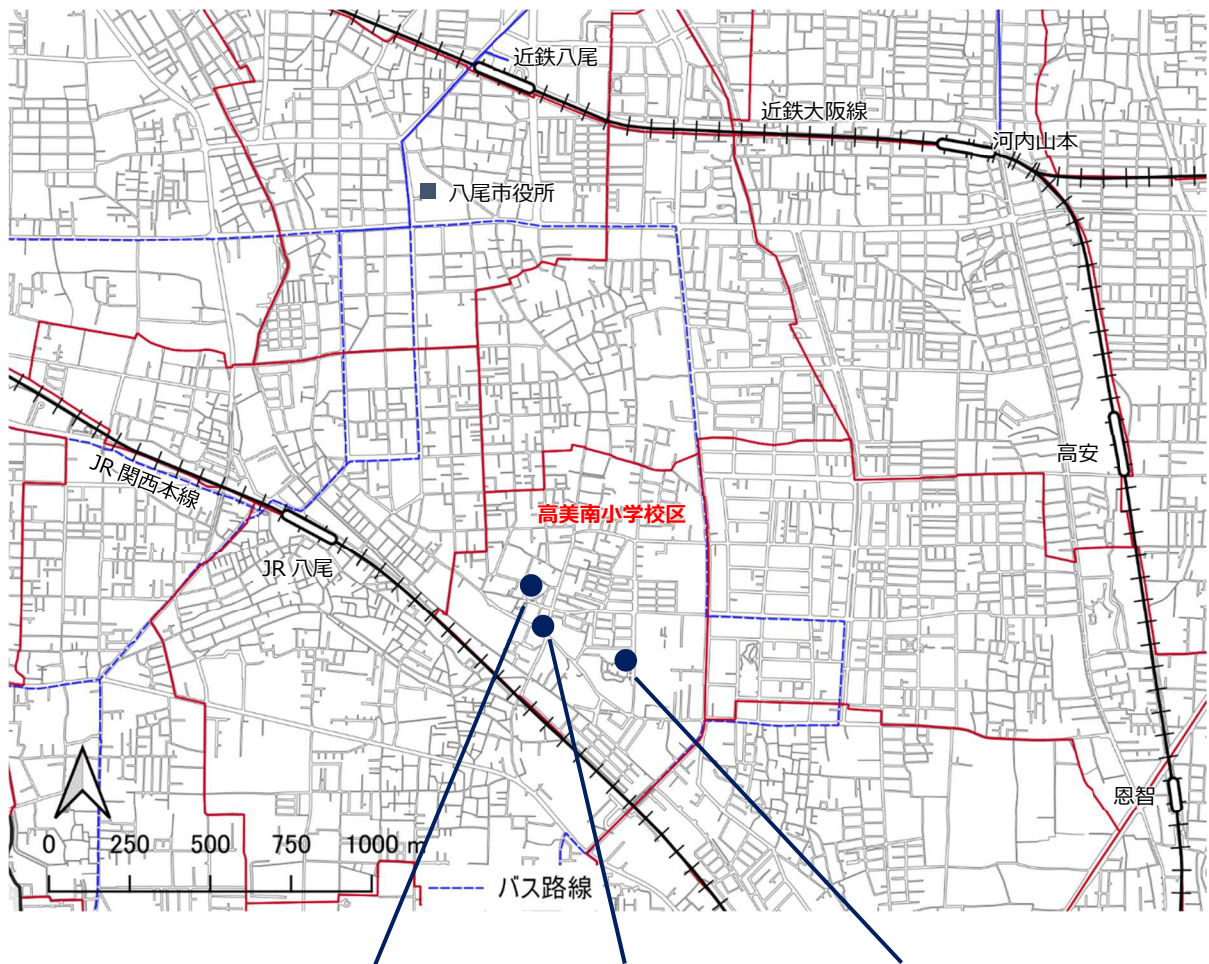 近鉄八尾
近鉄大阪線
河内山本
八尾市役所
高安
JR 関西本線
高美南小学校区
JR 八尾
恩智
0 250 500 750 1000 m
バス路線